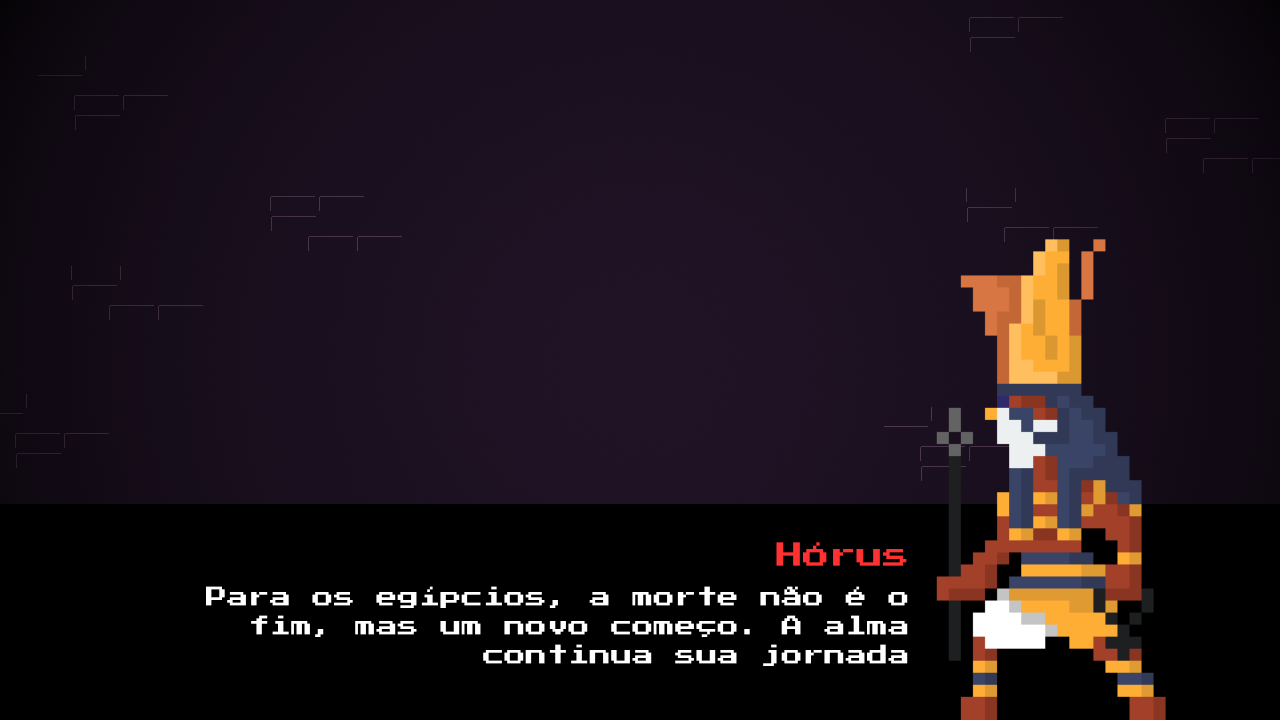 Hórus
Para os egípcios, a morte não é o
fim, mas um novo começo. A alma
continua sua jornada